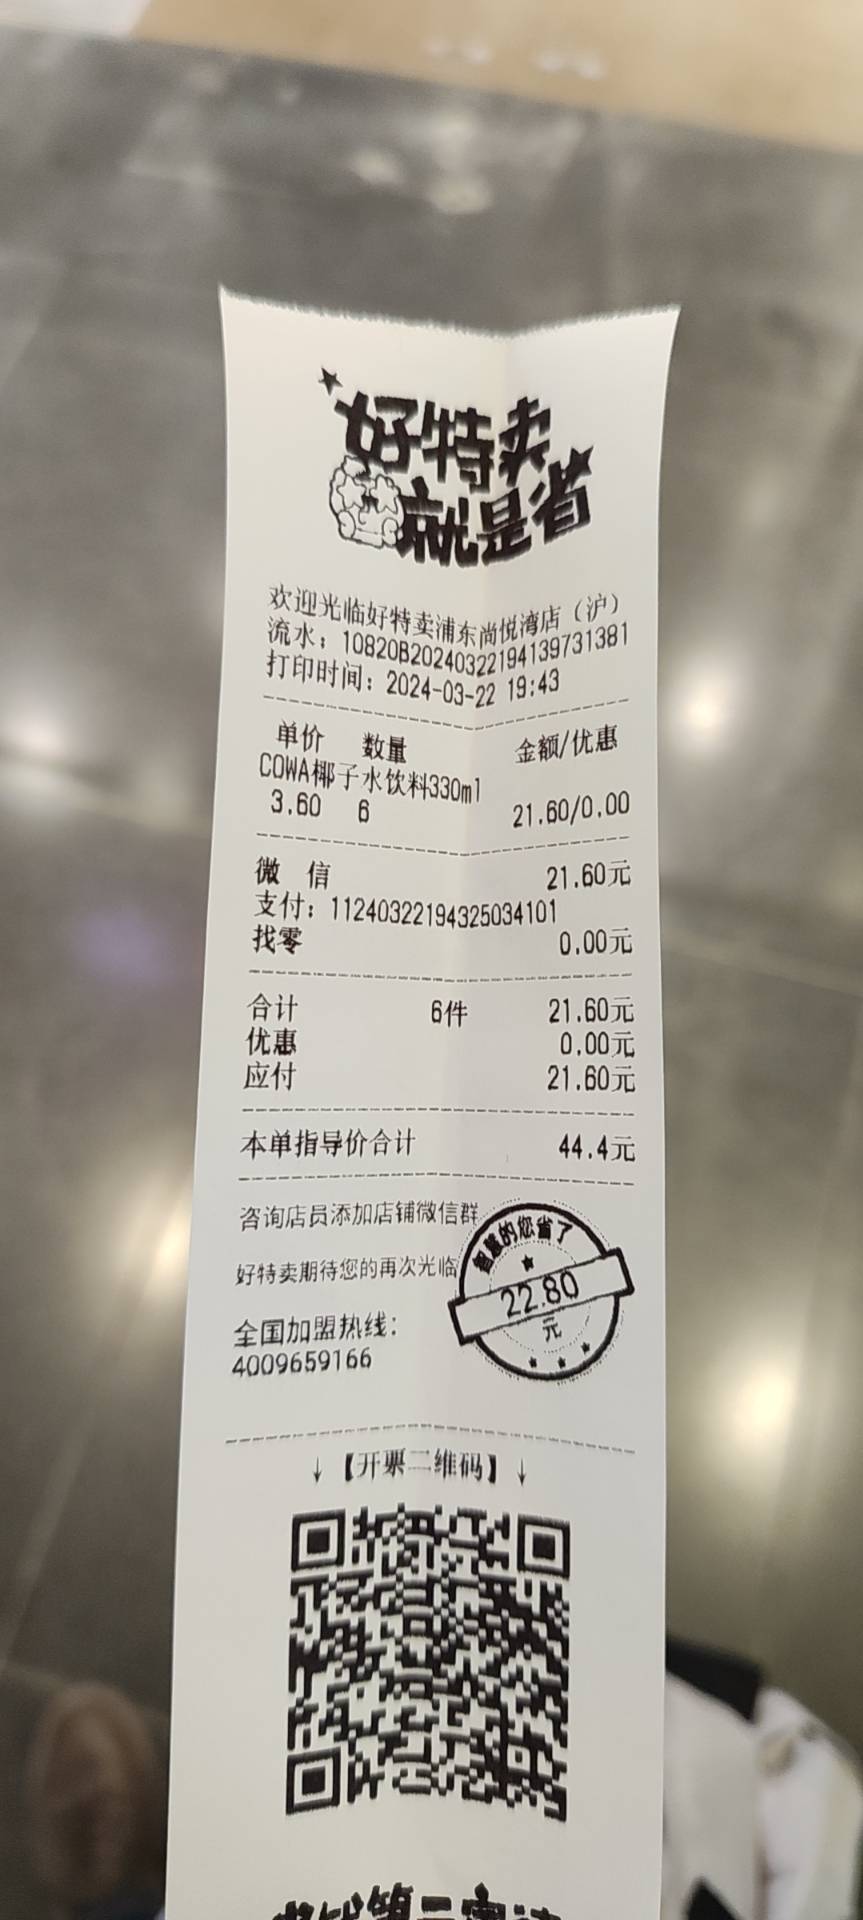 好特卖
就是省
欢迎光临好特卖浦东尚悦湾店（沪）
流水：10820B20240322194139731381
打印时间：2024-03-22 19:43
单价 数量 金额/优惠
COWA椰子水饮料330ml
3.60 6 21.60/0.00
微 信 21.60元
支付：11240322194325034101
找零 0.00元
合计 6件 21.60元
优惠 0.00元
应付 21.60元
本单指导价合计 44.4元
咨询店员添加店铺微信群
智慧的您省了
22.80
元
好特卖期待您的再次光临
全国加盟热线：
4009659166
↓【开票二维码】↓